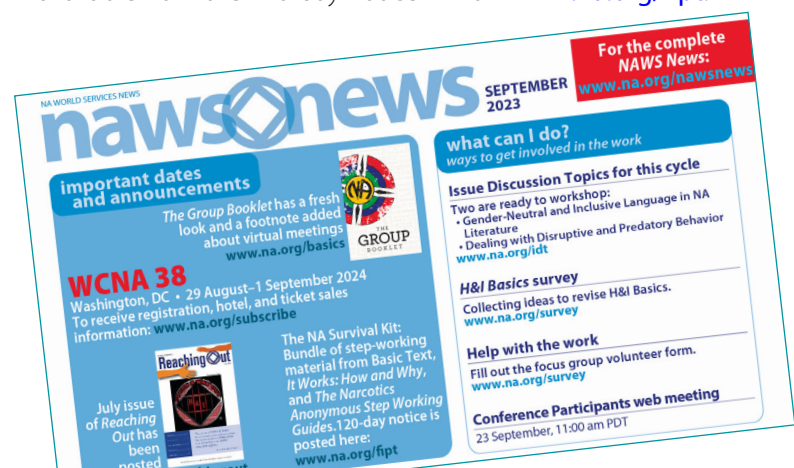 NA WORLD SERVICES NEWS
naws news
SEPTEMBER
2023
For the complete
NAWS News:
www.na.org/nawsnews
important dates
and announcements
The Group Booklet has a fresh
look and a footnote added
about virtual meetings
www.na.org/basics
NA
THE
GROUP
BOOKLET
WCNA 38
Washington, DC • 29 August–1 September 2024
To receive registration, hotel, and ticket sales
information: www.na.org/subscribe
July issue
of Reaching
Out has
been
posted
Reaching Out
The NA Survival Kit:
Bundle of step-working
material from Basic Text,
It Works: How and Why,
and The Narcotics
Anonymous Step Working
Guides.120-day notice is
posted here:
www.na.org/fipt
what can I do?
ways to get involved in the work
Issue Discussion Topics for this cycle
Two are ready to workshop:
• Gender-Neutral and Inclusive Language in NA
Literature
• Dealing with Disruptive and Predatory Behavior
www.na.org/idt
H&I Basics survey
Collecting ideas to revise H&I Basics.
www.na.org/survey
Help with the work
Fill out the focus group volunteer form.
www.na.org/survey
Conference Participants web meeting
23 September, 11:00 am PDT